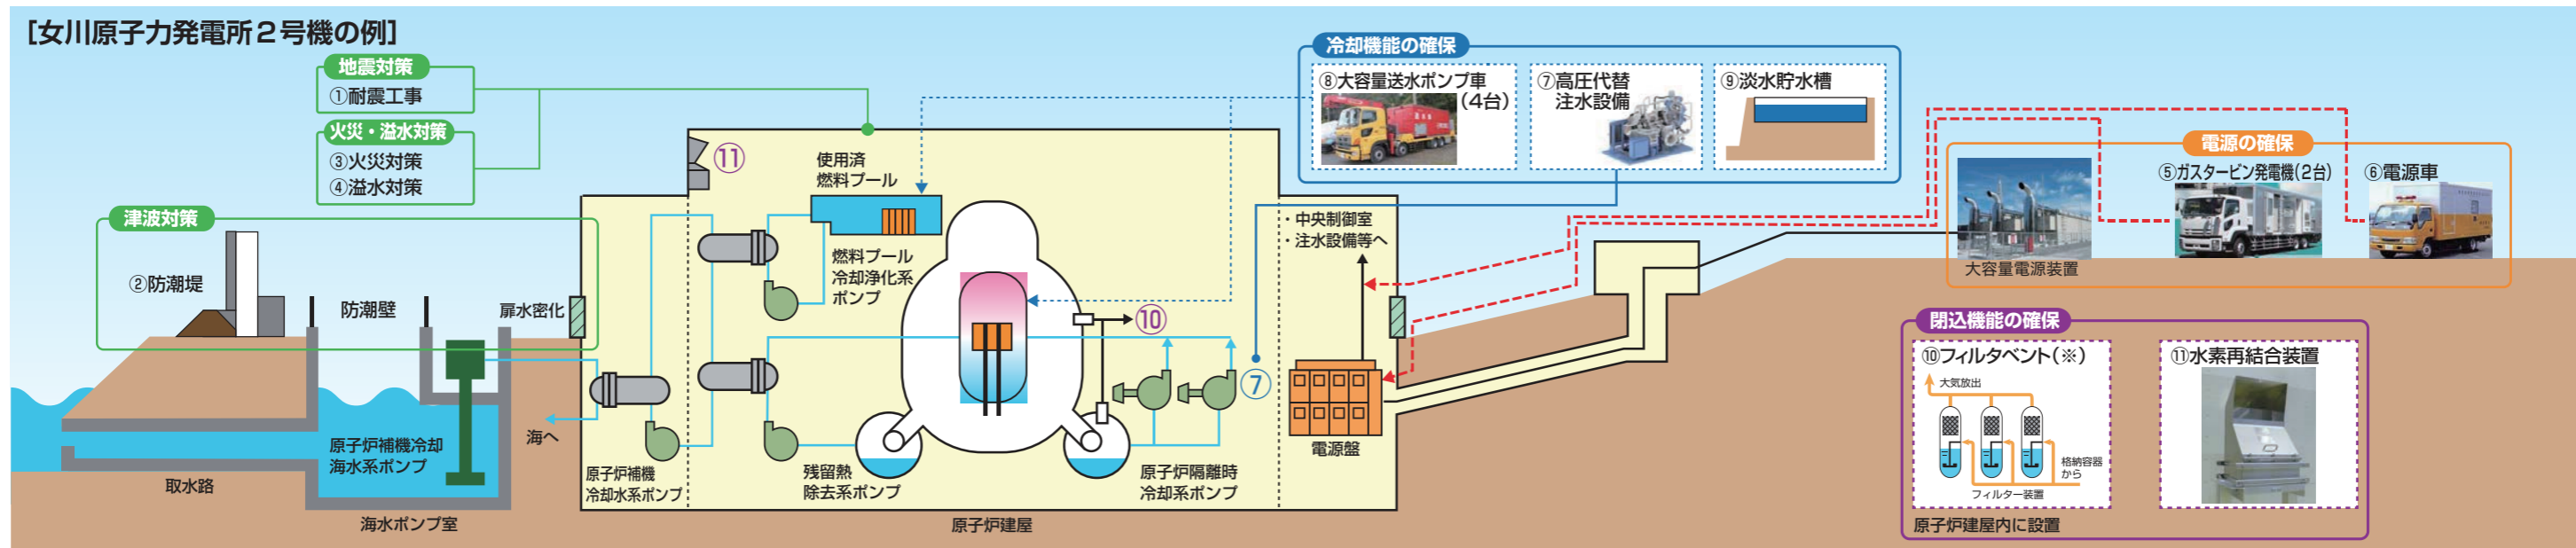 [女川原子力発電所2号機の例]
地震対策
①耐震工事
火災・溢水対策
③火災対策
④溢水対策
津波対策
②防潮堤
防潮壁
扉水密化
原子炉補機冷却
海水系ポンプ
取水路
海水ポンプ室
海へ
原子炉補機
冷却水系ポンプ
⑪
使用済
燃料プール
燃料プール
冷却浄化系
ポンプ
残留熱
除去系ポンプ
⑩
⑦
原子炉隔離時
冷却系ポンプ
原子炉建屋
・中央制御室
・注水設備等へ
電源盤
冷却機能の確保
⑧大容量送水ポンプ車
(4台)
⑦高圧代替
注水設備
⑨淡水貯水槽
電源の確保
大容量電源装置
⑤ガスタービン発電機(2台)
⑥電源車
閉込機能の確保
⑩フィルタベント(※)
大気放出
格納容器
から
フィルター装置
⑪水素再結合装置
原子炉建屋内に設置